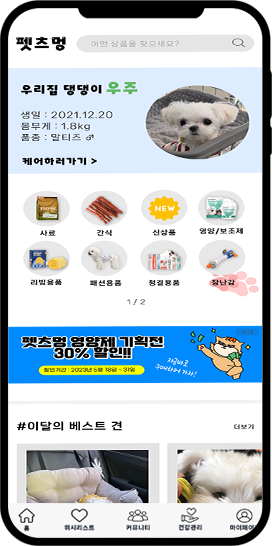 펫츠멍
어떤 상품을 찾으세요?
우리집 댕댕이 우주
생일 : 2021.12.20
몸무게 : 1.8kg
품종 : 말티즈 ♂
케어하러가기 >
NEW
사료 간식 신상품 영양/보조제
리빙용품 패션용품 청결용품 장난감
1 / 2
펫츠멍 영양제 기획전
30% 할인!!
할인기간 : 2023년 5월 18일 - 31일
지금바로
구매하러 가자!
#이달의 베스트 견
더보기
홈 위시리스트 커뮤니티 건강관리 마이페이지